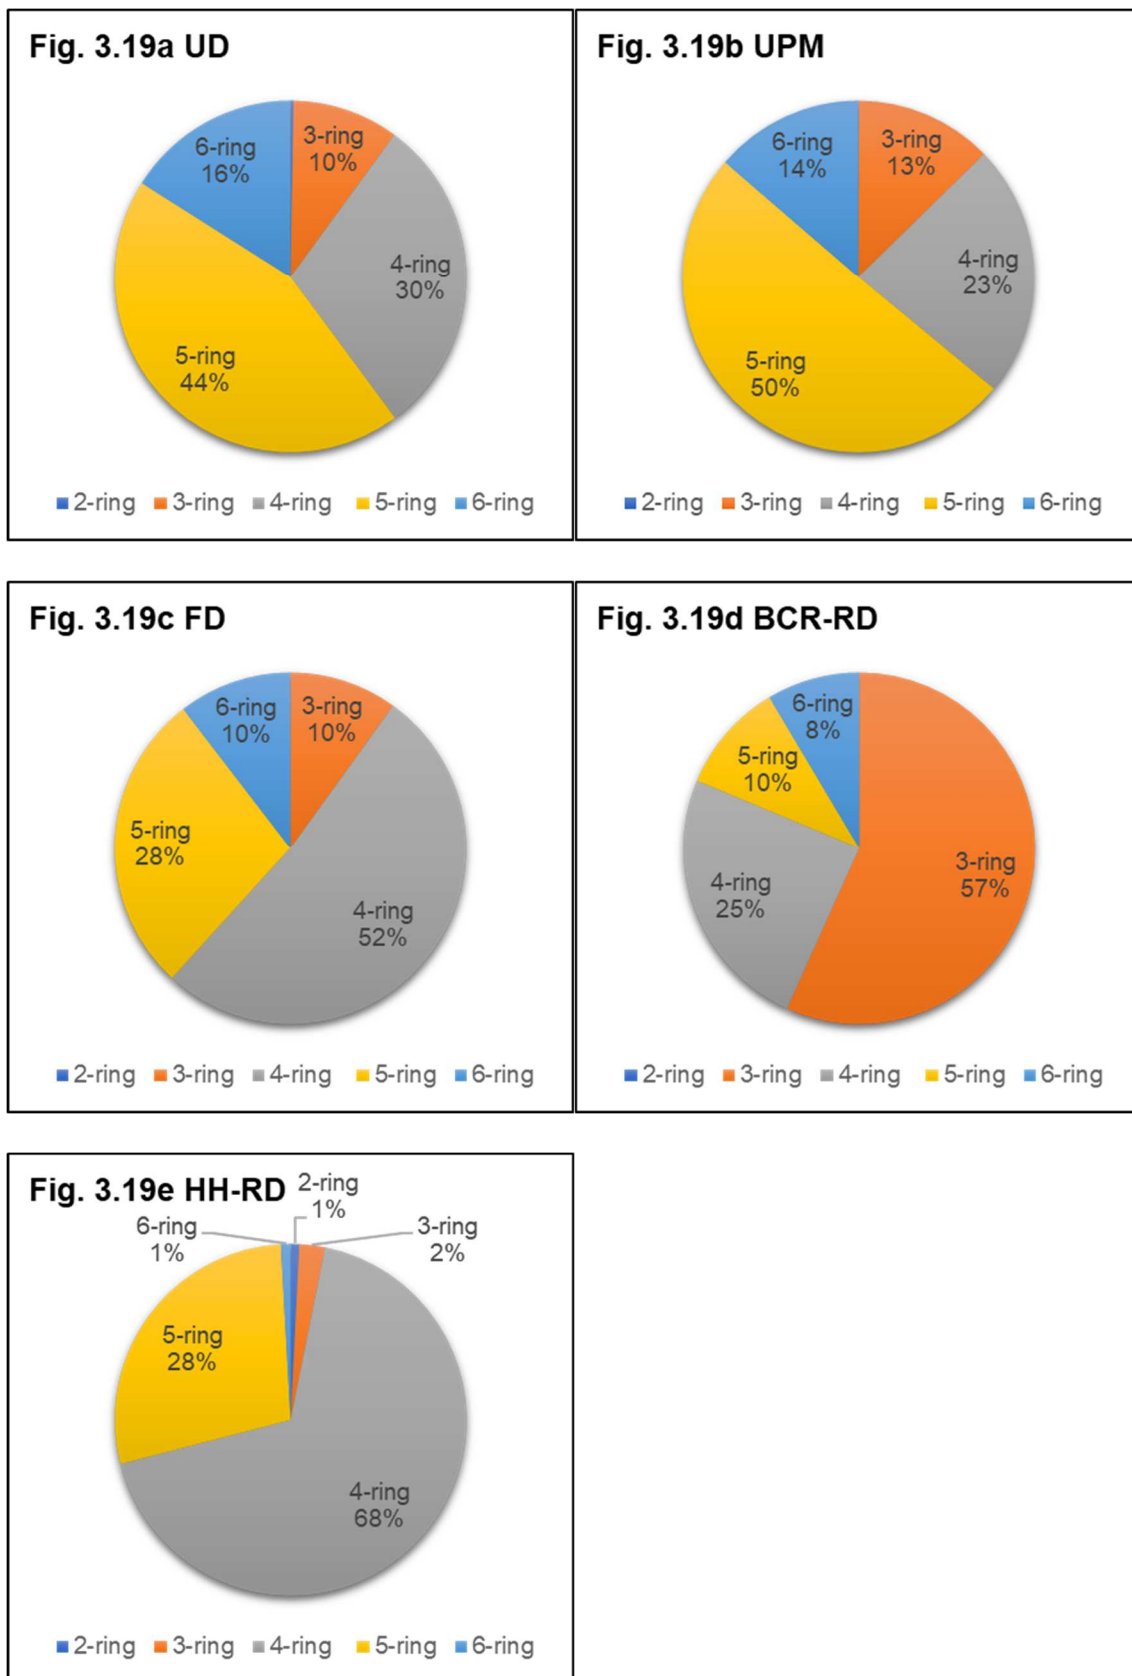 Fig. 3.19a UD
6-ring
16%
3-ring
10%
4-ring
30%
5-ring
44%
2-ring 3-ring 4-ring 5-ring 6-ring
Fig. 3.19b UPM
6-ring
14%
3-ring
13%
4-ring
23%
5-ring
50%
2-ring 3-ring 4-ring 5-ring 6-ring
Fig. 3.19c FD
6-ring
10%
3-ring
10%
5-ring
28%
4-ring
52%
2-ring 3-ring 4-ring 5-ring 6-ring
Fig. 3.19d BCR-RD
6-ring
8%
5-ring
10%
3-ring
57%
4-ring
25%
2-ring 3-ring 4-ring 5-ring 6-ring
Fig. 3.19e HH-RD
2-ring
1%
6-ring
1%
3-ring
2%
5-ring
28%
4-ring
68%
2-ring 3-ring 4-ring 5-ring 6-ring